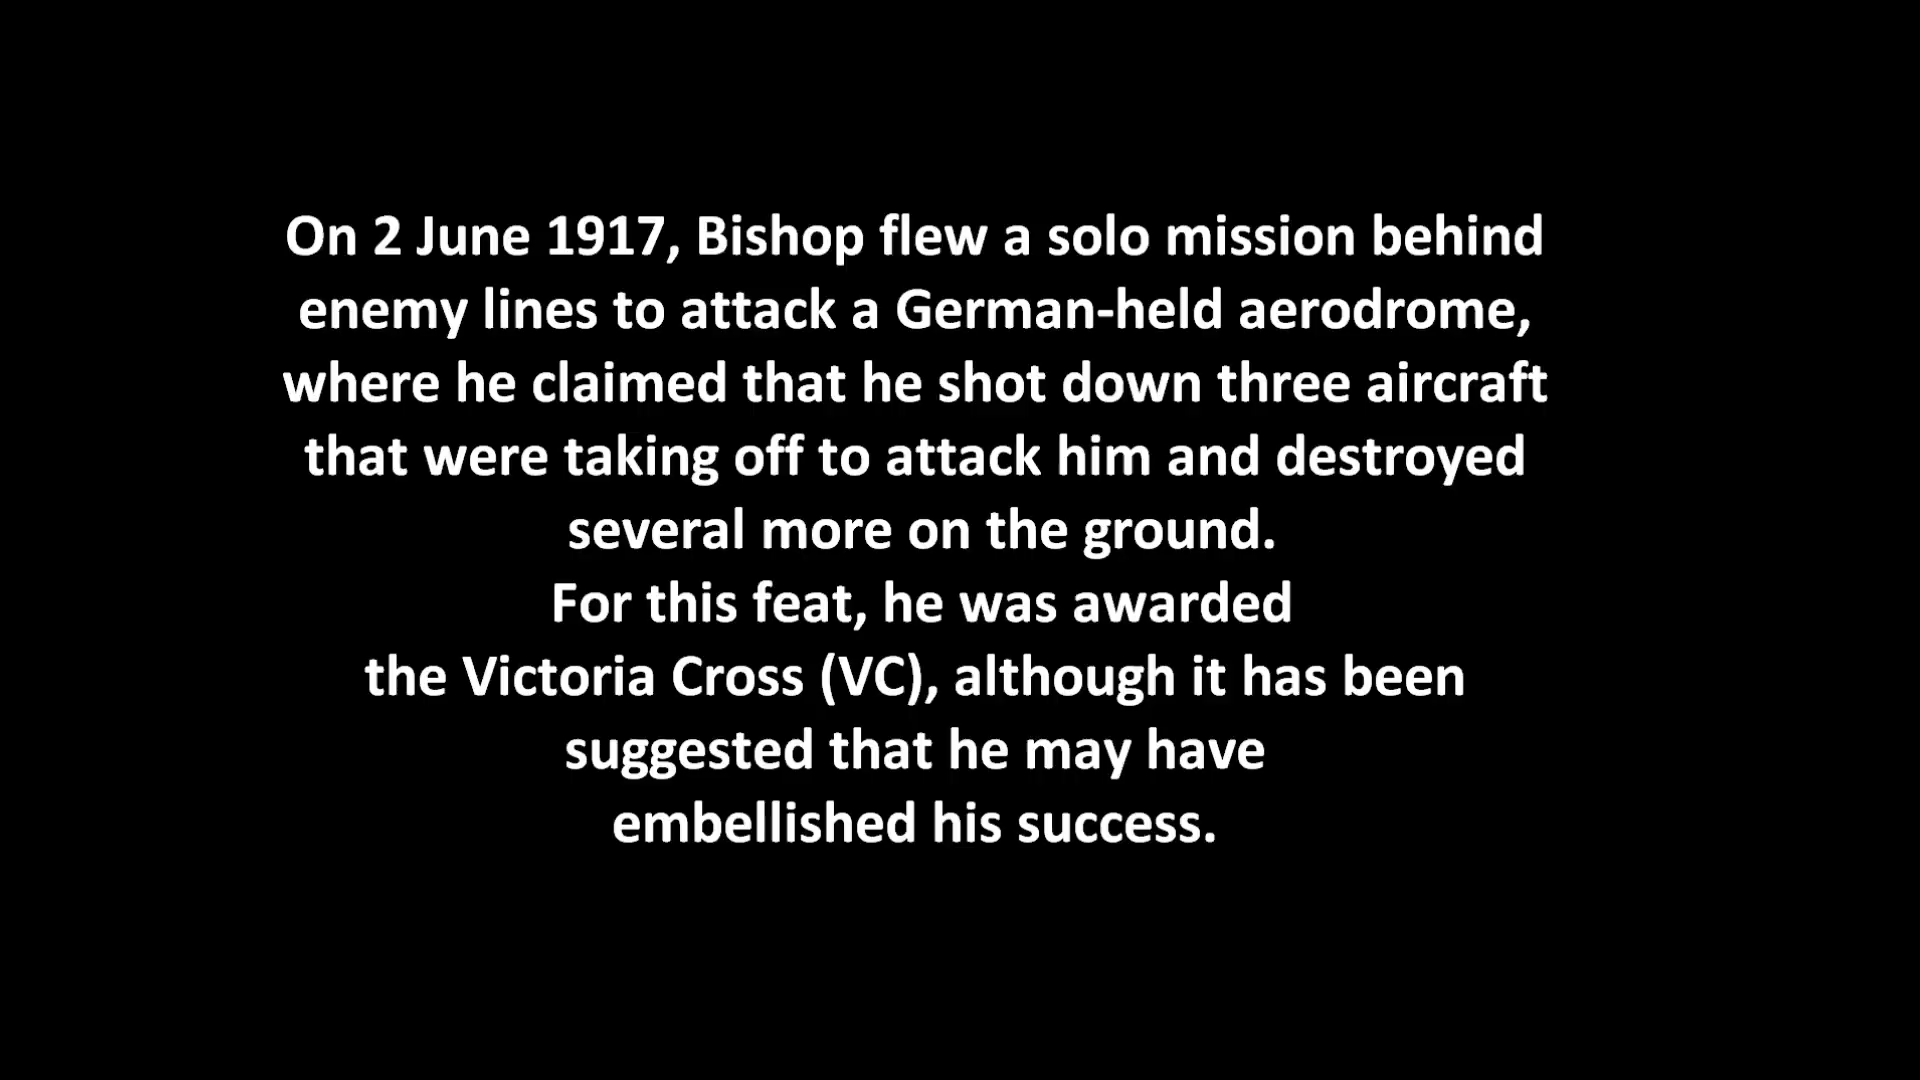 On 2 June 1917, Bishop flew a solo mission behind
enemy lines to attack a German-held aerodrome,
where he claimed that he shot down three aircraft
that were taking off to attack him and destroyed
several more on the ground.
For this feat, he was awarded
the Victoria Cross (VC), although it has been
suggested that he may have
embellished his success.